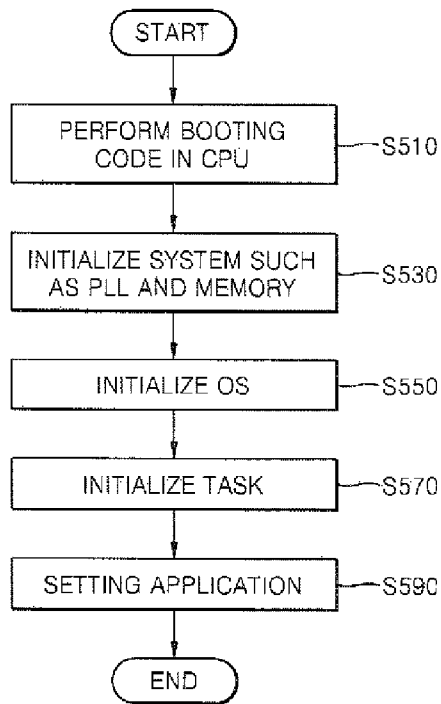 START
PERFORM BOOTING
CODE IN CPU
S510
INITIALIZE SYSTEM SUCH
AS PLL AND MEMORY
S530
INITIALIZE OS
S550
INITIALIZE TASK
S570
SETTING APPLICATION
S590
END